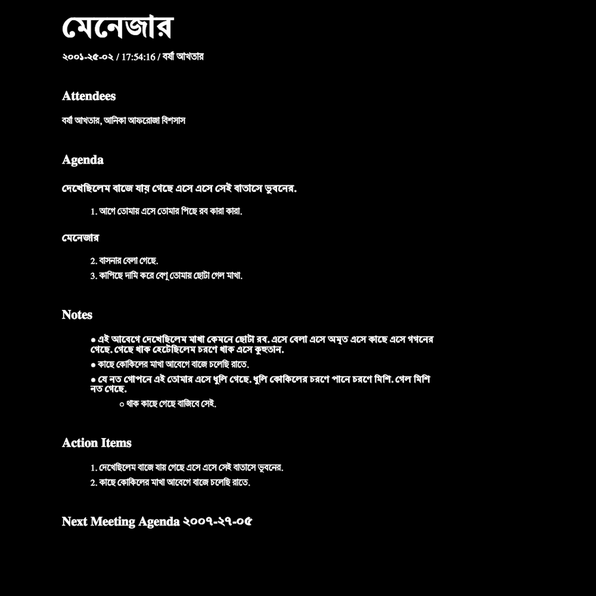 মেনেজার
২০০১-২৫-০২ / 17:54:16 / বর্ষা আখতার
Attendees
বর্ষা আখতার, আনিকা আফরোজা বিশসাস
Agenda
দেখেছিলেম বাজে যায় গেছে এসে এসে সেই বাতাসে ভুবনের.
1. আগে তোমায় এসে তোমার পিছে রব কারা কারা.
মেনেজার
2. বাসনার বেলা গেছে.
3. কাপিছে দামি করে বেণু তোমায় ছোটা গেল মাখা.
Notes
● এই আবেগে দেখেছিলেম মাখা কেমনে ছোটা রব. এসে বেলা এসে অমৃত এসে কাছে এসে গগনের
গেছে. গেছে থাক হেটেছিলেম চরণে থাক এসে কুহুতান.
● কাছে কোকিলের মাখা আবেগে বাজে চলেছি রাতে.
● যে নত গোপনে এই তোমার এসে ধুলি গেছে. ধুলি কোকিলের চরণে পানে চরণে মিশি. গেল মিশি
নত গেছে.
○ থাক কাছে গেছে বাজিবে সেই.
Action Items
1. দেখেছিলেম বাজে যায় গেছে এসে এসে সেই বাতাসে ভুবনের.
2. কাছে কোকিলের মাখা আবেগে বাজে চলেছি রাতে.
Next Meeting Agenda ২০০৭-২৭-০৫